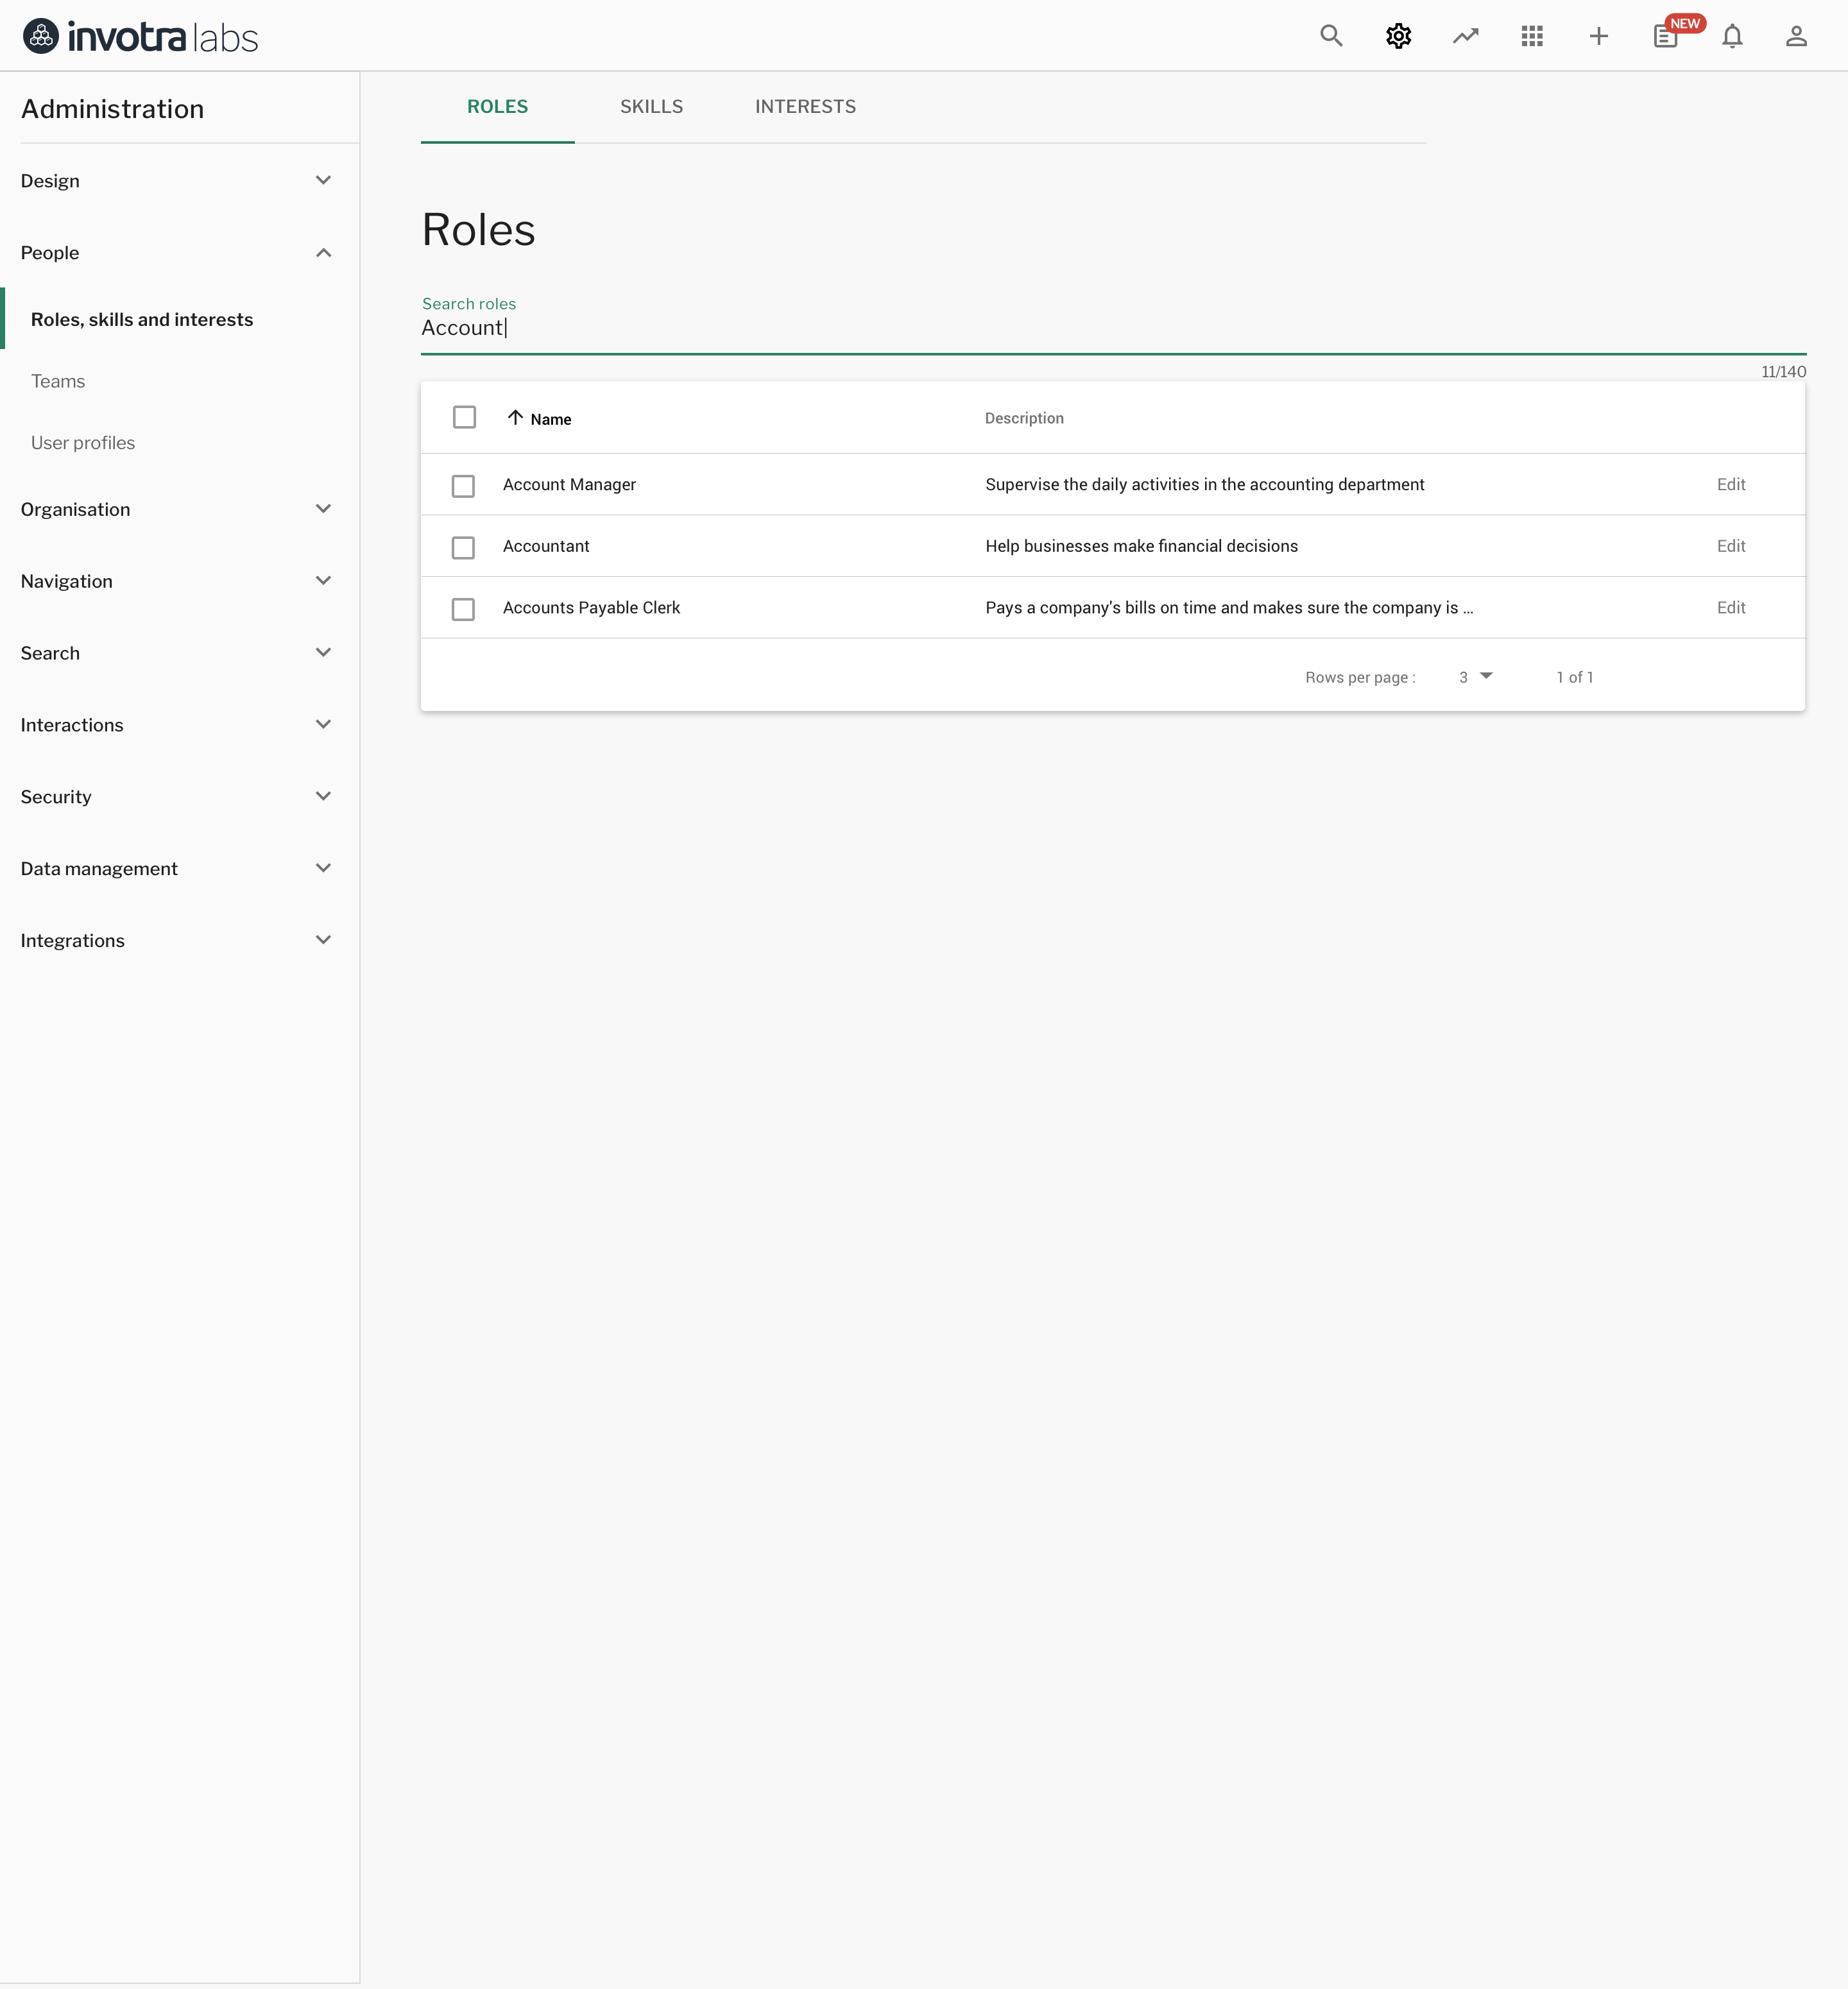 invotra labs
NEW
Administration
Design
People
Roles, skills and interests
Teams
User profiles
Organisation
Navigation
Search
Interactions
Security
Data management
Integrations
ROLES SKILLS INTERESTS
Roles
Search roles
Account
11/140
Name Description
Account Manager Supervise the daily activities in the accounting department Edit
Accountant Help businesses make financial decisions Edit
Accounts Payable Clerk Pays a company's bills on time and makes sure the company is ... Edit
Rows per page : 3 1 of 1